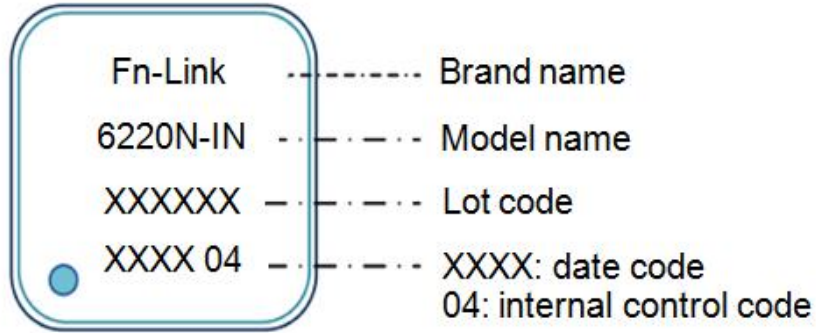 Fn-Link Brand name
6220N-IN Model name
XXXXXX Lot code
XXXX 04 XXXX: date code
04: internal control code